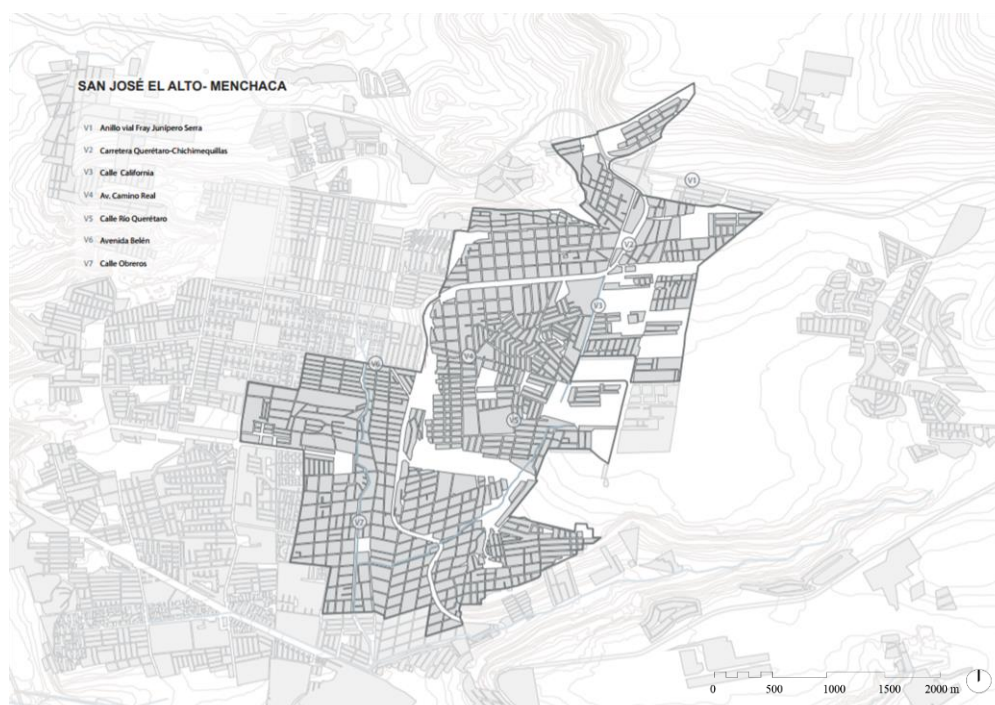 SAN JOSÉ EL ALTO- MENCHACA
V1 Anillo vial Fray Junípero Serra
V2 Carretera Querétaro-Chichimequillas
V3 Calle California
V4 Av. Camino Real
V5 Calle Río Querétaro
V6 Avenida Belén
V7 Calle Obreros
V1
V2
V3
V4
V6
V5
V7
0 500 1000 1500 2000 m